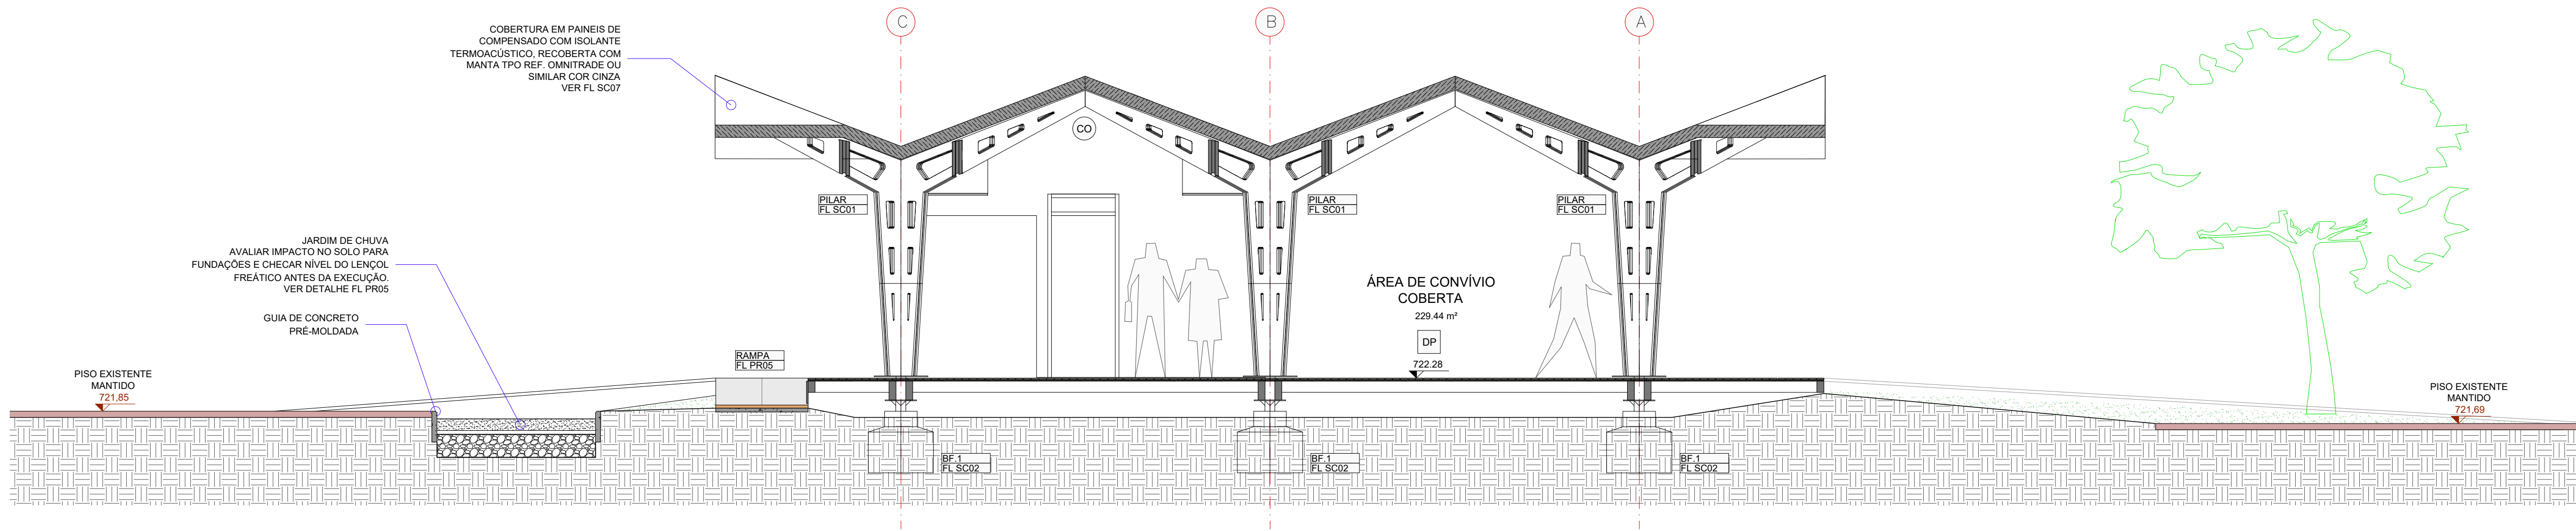 C
B
A
COBERTURA EM PAINEIS DE
COMPENSADO COM ISOLANTE
TERMOACÚSTICO, RECOBERTA COM
MANTA TPO REF. OMNITRADE OU
SIMILAR COR CINZA
VER FL SC07
CO
PILAR
FL SC01
PILAR
FL SC01
PILAR
FL SC01
JARDIM DE CHUVA
AVALIAR IMPACTO NO SOLO PARA
FUNDAÇÕES E CHECAR NÍVEL DO LENÇOL
FREÁTICO ANTES DA EXECUÇÃO.
VER DETALHE FL PR05
GUIA DE CONCRETO
PRÉ-MOLDADA
ÁREA DE CONVÍVIO
COBERTA
229.44 m²
DP
722.28
RAMPA
FL PR05
PISO EXISTENTE
MANTIDO
721,85
PISO EXISTENTE
MANTIDO
721,69
BF.1
FL SC02
BF.1
FL SC02
BF.1
FL SC02